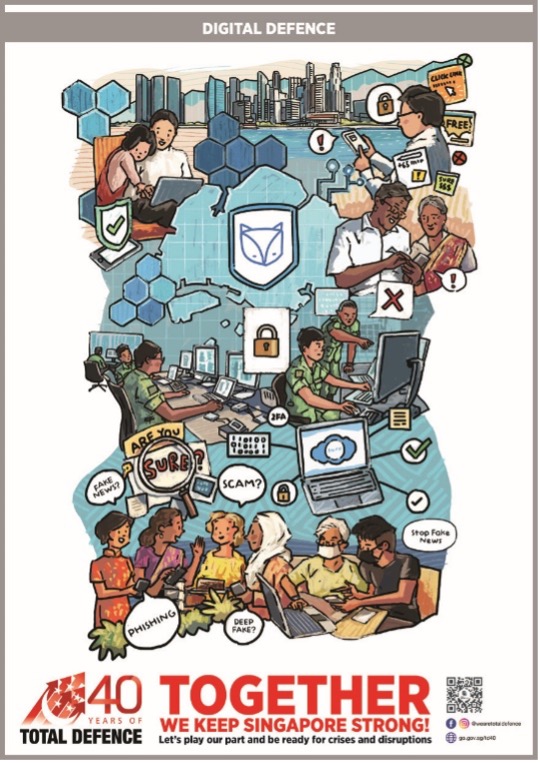 DIGITAL DEFENCE
CLICK HERE
FREE!
SURE
ARE YOU
SURE?
2FA
FAKE
NEWS?
SCAM?
Stop Fake
News
PHISHING
DEEP
FAKE?
40
YEARS OF
TOTAL DEFENCE
TOGETHER
WE KEEP SINGAPORE STRONG!
Let's play our part and be ready for crises and disruptions
@wearetotaldefence
go.gov.sg/td40